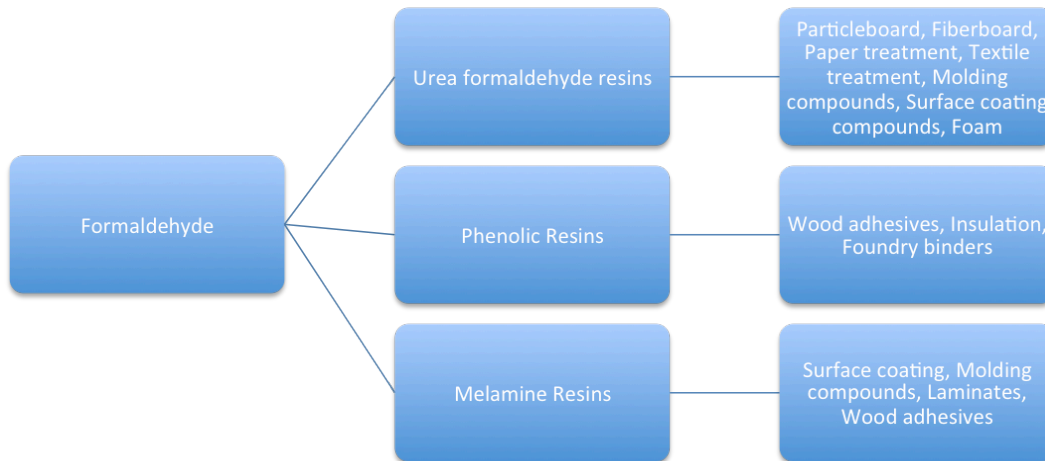 Formaldehyde
Urea formaldehyde resins
Particleboard, Fiberboard,
Paper treatment, Textile
treatment, Molding
compounds, Surface coating
compounds, Foam
Phenolic Resins
Wood adhesives, Insulation,
Foundry binders
Melamine Resins
Surface coating, Molding
compounds, Laminates,
Wood adhesives